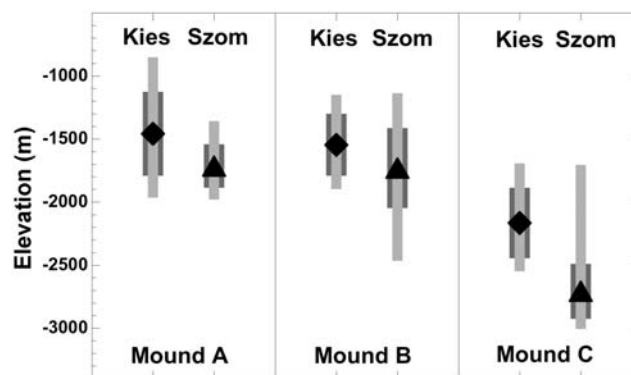 Kies Szom Kies Szom Kies Szom
-1000
-1500
-2000
-2500
-3000
Elevation (m)
Mound A Mound B Mound C